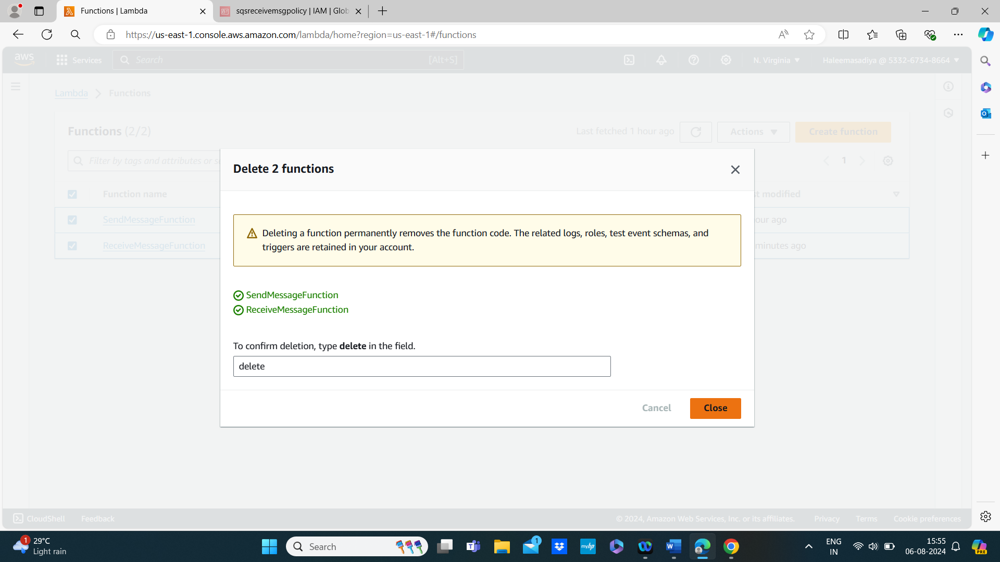 Functions | Lambda
sqsreceivemsgpolicy | IAM | Glob
https://us-east-1.console.aws.amazon.com/lambda/home?region=us-east-1#/functions
aws
Services
Search
[Alt+S]
N. Virginia
Haleemasadiya @ 5332-6734-8664
Lambda
Functions
Functions (2/2)
Last fetched 1 hour ago
Actions
Create function
Filter by tags and attributes or s
1
Function name
t modified
SendMessageFunction
our ago
ReceiveMessageFunction
minutes ago
Delete 2 functions
Deleting a function permanently removes the function code. The related logs, roles, test event schemas, and
triggers are retained in your account.
SendMessageFunction
ReceiveMessageFunction
To confirm deletion, type delete in the field.
delete
Cancel
Close
CloudShell
Feedback
© 2024, Amazon Web Services, Inc. or its affiliates.
Privacy
Terms
Cookie preferences
1
29°C
Light rain
Search
1
myhp
W
ENG
IN
15:55
06-08-2024
PRE